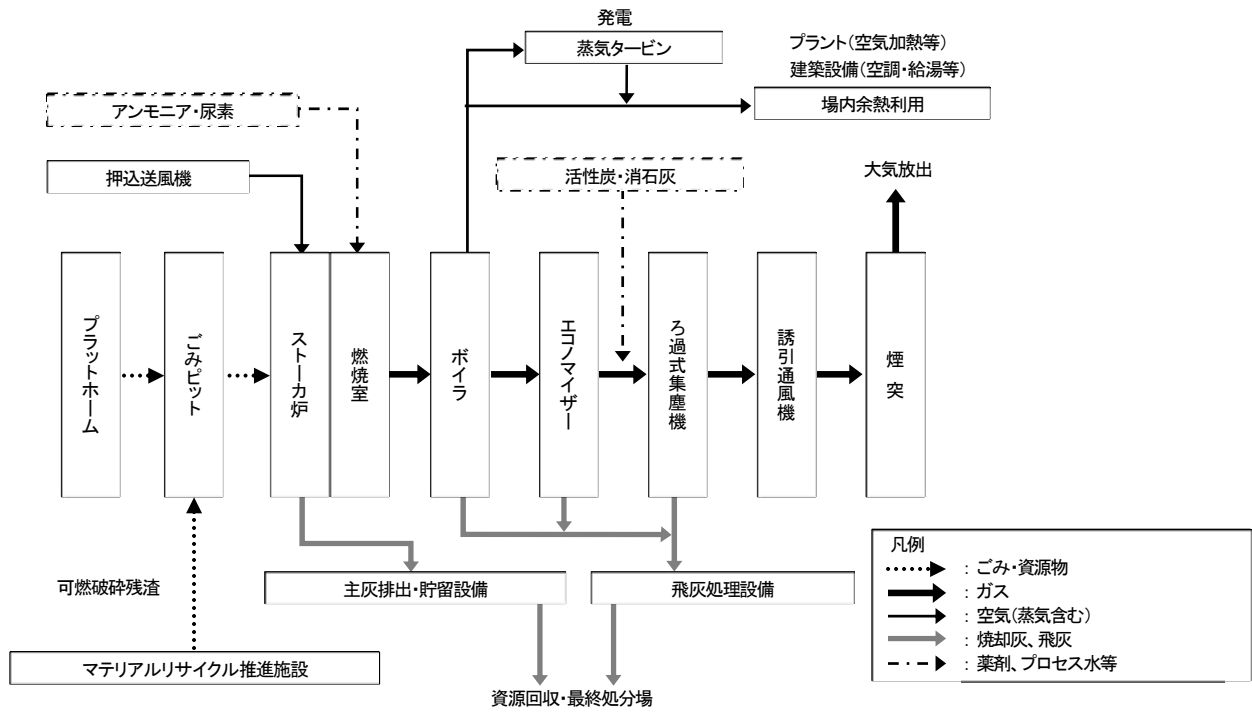 発電
蒸気タービン
プラント(空気加熱等)
建築設備(空調・給湯等)
場内余熱利用
アンモニア・尿素
押込送風機
活性炭・消石灰
大気放出
プラットホーム
ごみピット
ストーカ炉
燃焼室
ボイラ
エコノマイザー
ろ過式集塵機
誘引通風機
煙突
可燃破砕残渣
マテリアルリサイクル推進施設
主灰排出・貯留設備
飛灰処理設備
資源回収・最終処分場
凡例
：ごみ・資源物
：ガス
：空気(蒸気含む)
：焼却灰、飛灰
：薬剤、プロセス水等